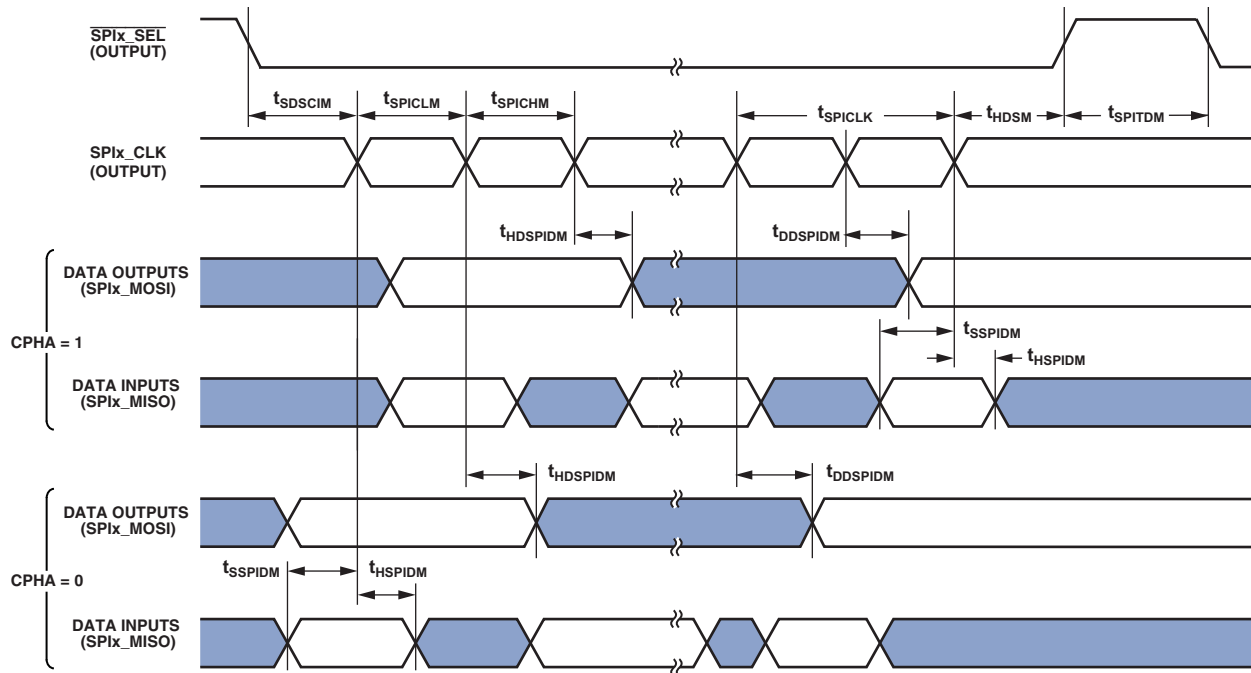 SPIx_SEL
(OUTPUT)
tSDSCIM
tSPICLM
tSPICHM
tSPICLK
tHDSM
tSPITDM
SPIx_CLK
(OUTPUT)
tHDSPIDM
tDDSPIDM
DATA OUTPUTS
(SPIx_MOSI)
CPHA = 1
tSSPIDM
tHSPIDM
DATA INPUTS
(SPIx_MISO)
tHDSPIDM
tDDSPIDM
DATA OUTPUTS
(SPIx_MOSI)
CPHA = 0
tSSPIDM
tHSPIDM
DATA INPUTS
(SPIx_MISO)